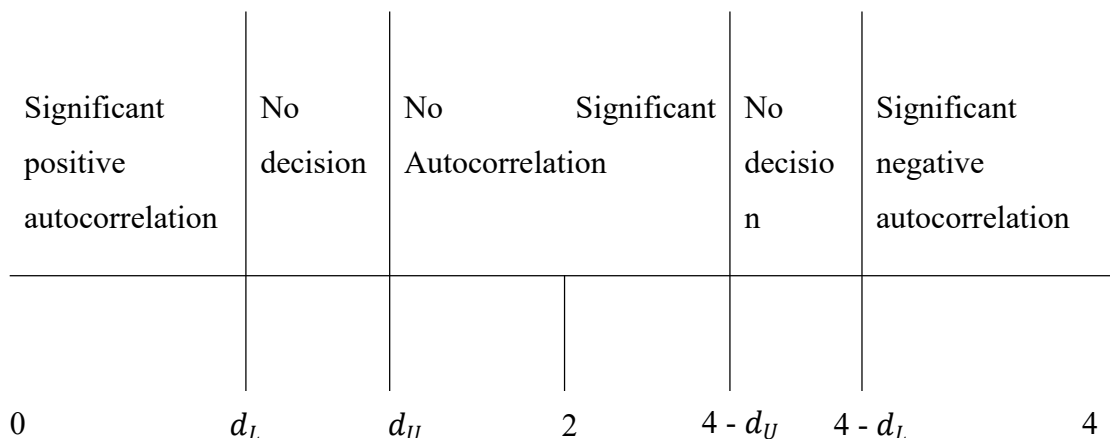 Significant positive autocorrelation
No decision
No Significant Autocorrelation
No decisio n
Significant negative autocorrelation
0 d_L d_U 2 4 - d_U 4 - d_L 4